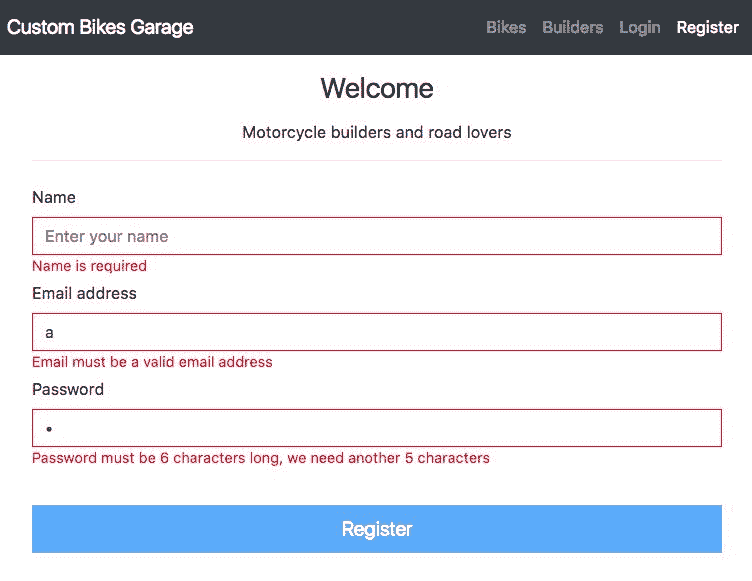 Custom Bikes Garage Bikes Builders Login Register
Welcome
Motorcycle builders and road lovers
Name
Enter your name
Name is required
Email address
a
Email must be a valid email address
Password
•
Password must be 6 characters long, we need another 5 characters
Register